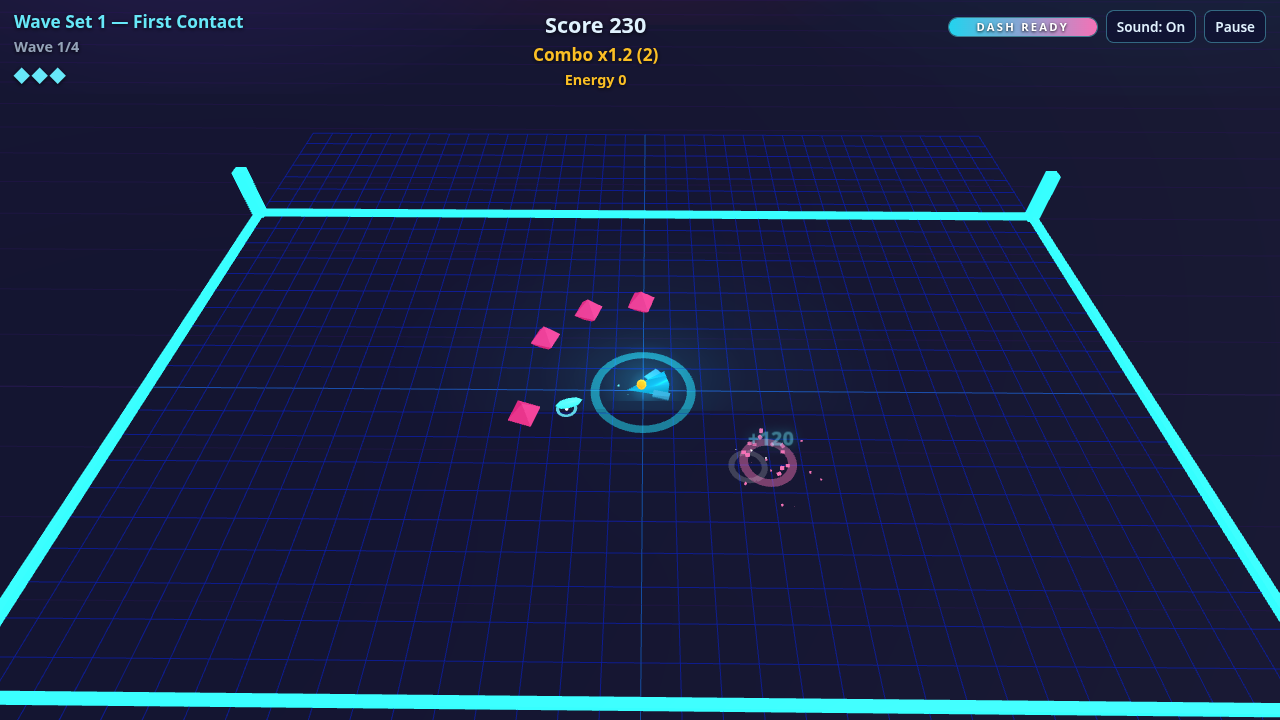 Wave Set 1 — First Contact
Wave 1/4
Score 230
Combo x1.2 (2)
Energy 0
DASH READY
Sound: On
Pause
+120